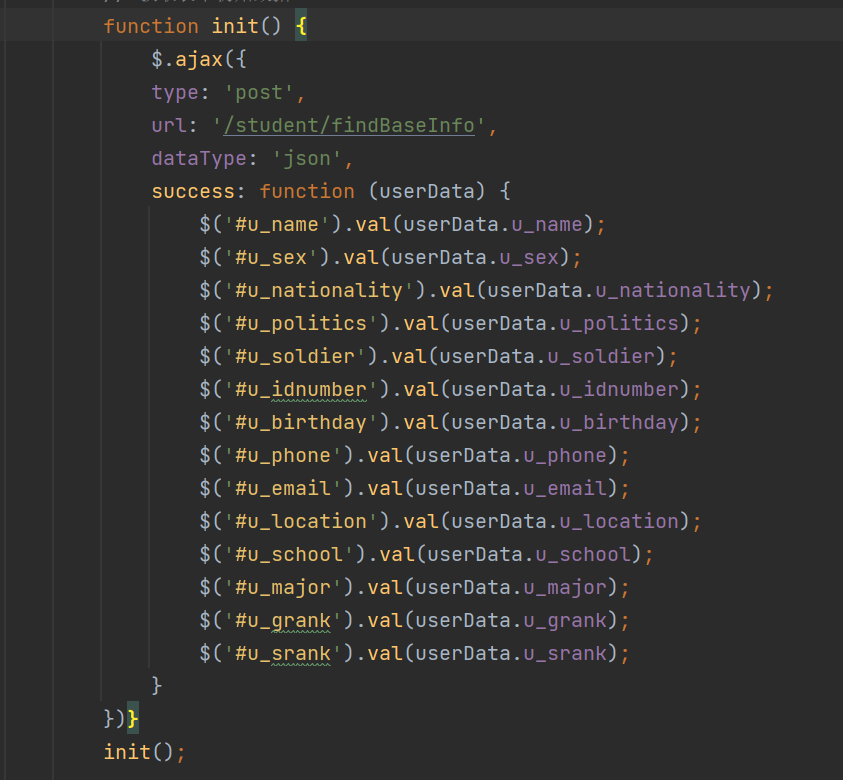 function init() {
$.ajax({
type: 'post',
url: '/student/findBaseInfo',
dataType: 'json',
success: function (userData) {
$('#u_name').val(userData.u_name);
$('#u_sex').val(userData.u_sex);
$('#u_nationality').val(userData.u_nationality);
$('#u_politics').val(userData.u_politics);
$('#u_soldier').val(userData.u_soldier);
$('#u_idnumber').val(userData.u_idnumber);
$('#u_birthday').val(userData.u_birthday);
$('#u_phone').val(userData.u_phone);
$('#u_email').val(userData.u_email);
$('#u_location').val(userData.u_location);
$('#u_school').val(userData.u_school);
$('#u_major').val(userData.u_major);
$('#u_grank').val(userData.u_grank);
$('#u_srank').val(userData.u_srank);
}
})}
init();